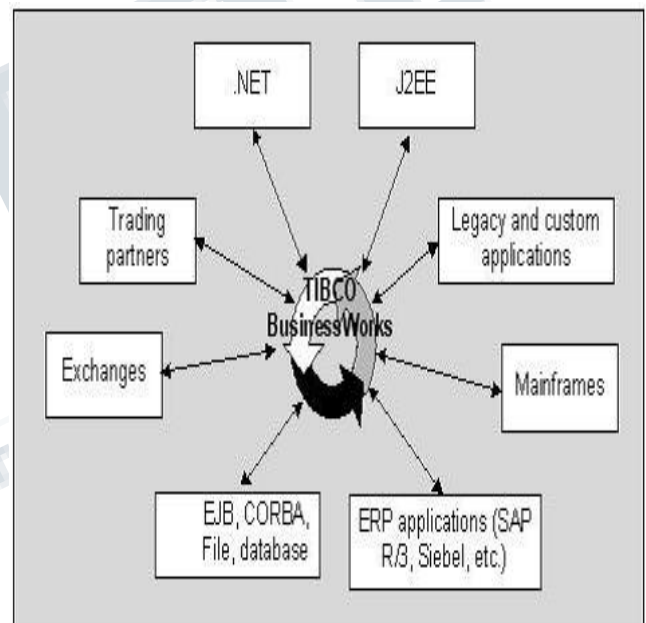 .NET
J2EE
Trading
partners
Legacy and custom
applications
TIBCO
BusinessWorks
Exchanges
Mainframes
EJB, CORBA,
File, database
ERP applications (SAP
R/3, Siebel, etc.)